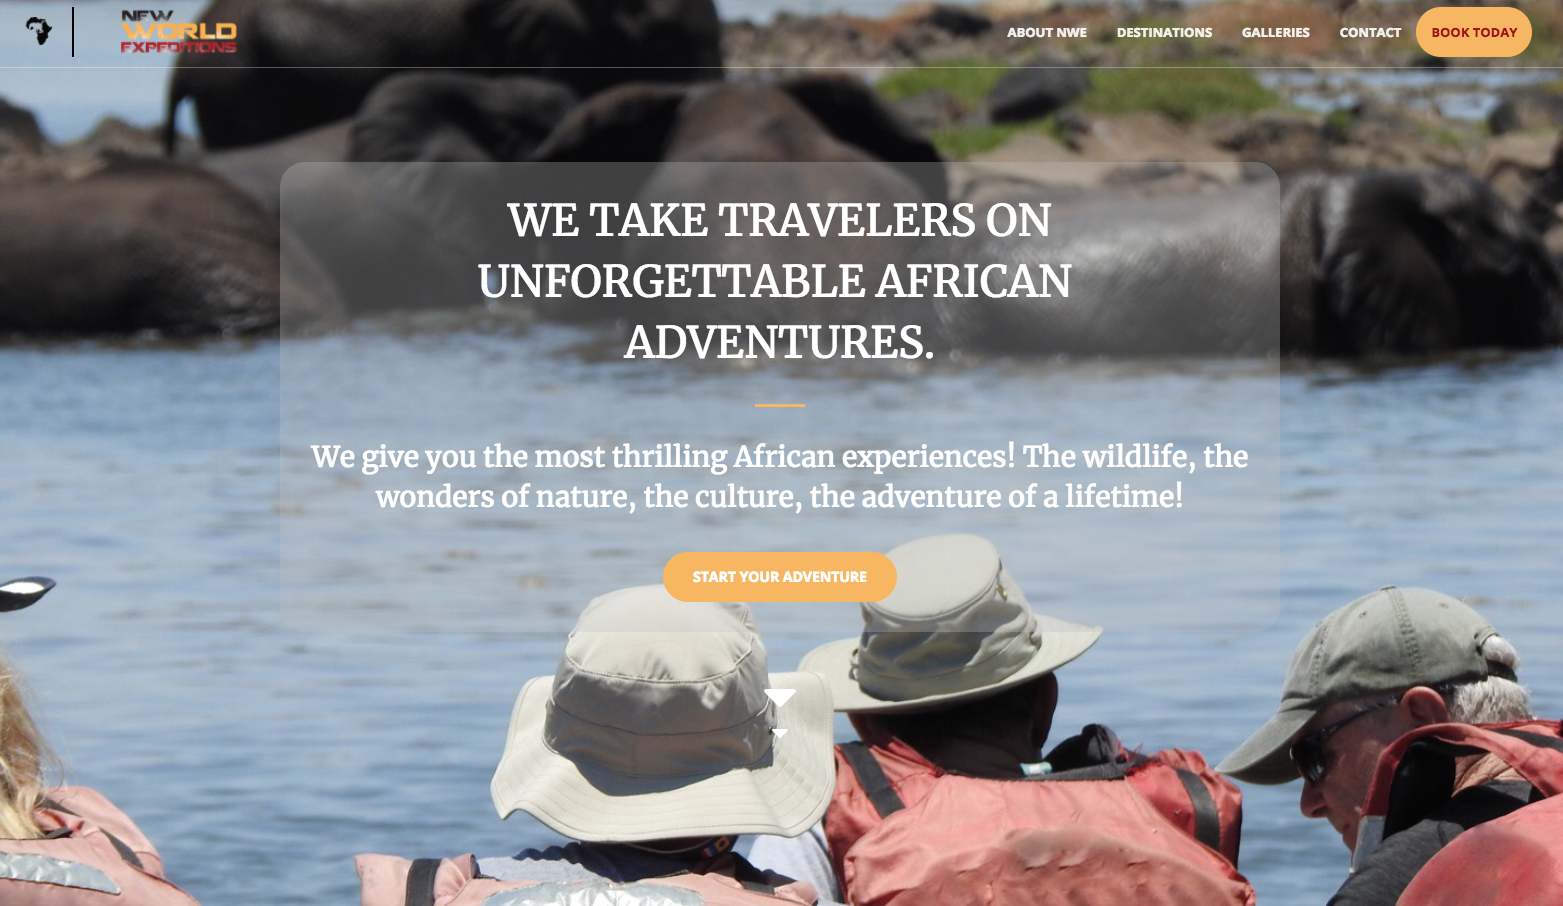 NEW
WORLD
EXPEDITIONS
ABOUT NWE
DESTINATIONS
GALLERIES
CONTACT
BOOK TODAY
WE TAKE TRAVELERS ON
UNFORGETTABLE AFRICAN
ADVENTURES.
We give you the most thrilling African experiences! The wildlife, the
wonders of nature, the culture, the adventure of a lifetime!
START YOUR ADVENTURE